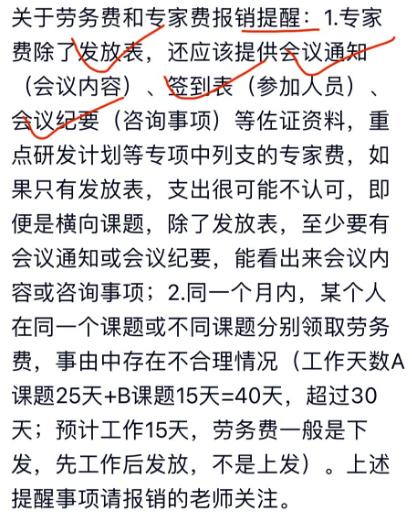 关于劳务费和专家费报销提醒：1.专家
费除了发放表，还应该提供会议通知
（会议内容）、签到表（参加人员）、
会议纪要（咨询事项）等佐证资料，重
点研发计划等专项中列支的专家费，如
果只有发放表，支出很可能不认可，即
便是横向课题，除了发放表，至少要有
会议通知或会议纪要，能看出来会议内
容或咨询事项；2.同一个月内，某个人
在同一个课题或不同课题分别领取劳务
费，事由中存在不合理情况（工作天数A
课题25天+B课题15天=40天，超过30
天；预计工作15天，劳务费一般是下
发，先工作后发放，不是上发）。上述
提醒事项请报销的老师关注。